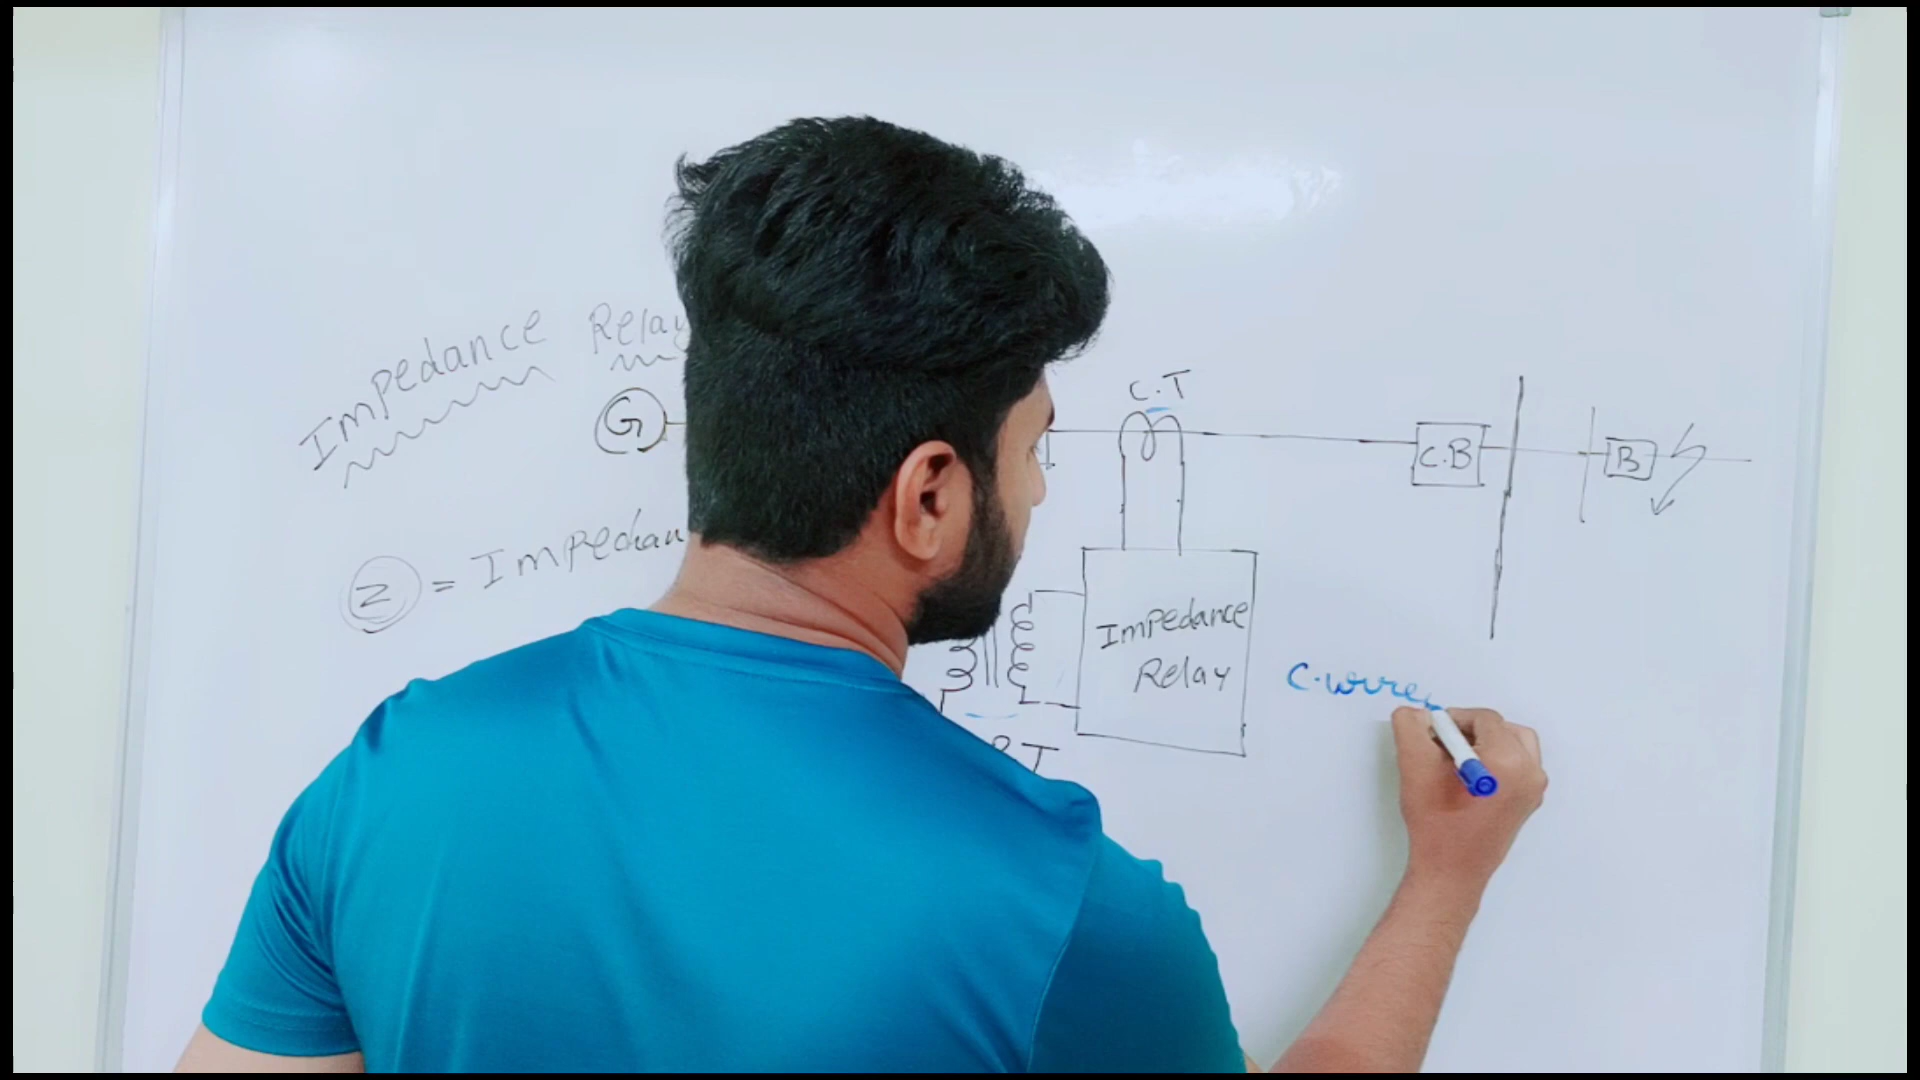 Impedance Relay
G
C.T
C.B
B
Z = Impedan
Impedance
Relay
C.wire
P.T